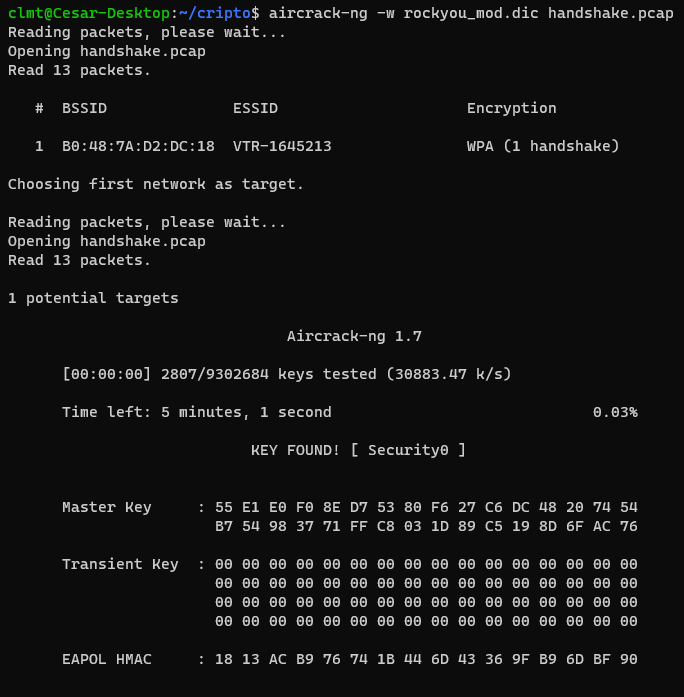 clmt@Cesar-Desktop:~/cripto$ aircrack-ng -w rockyou_mod.dic handshake.pcap
Reading packets, please wait...
Opening handshake.pcap
Read 13 packets.
# BSSID ESSID Encryption
1 B0:48:7A:D2:DC:18 VTR-1645213 WPA (1 handshake)
Choosing first network as target.
Reading packets, please wait...
Opening handshake.pcap
Read 13 packets.
1 potential targets
Aircrack-ng 1.7
[00:00:00] 2807/9302684 keys tested (30883.47 k/s)
Time left: 5 minutes, 1 second 0.03%
KEY FOUND! [ Security0 ]
Master Key : 55 E1 E0 F0 8E D7 53 80 F6 27 C6 DC 48 20 74 54
B7 54 98 37 71 FF C8 03 1D 89 C5 19 8D 6F AC 76
Transient Key : 00 00 00 00 00 00 00 00 00 00 00 00 00 00 00 00
00 00 00 00 00 00 00 00 00 00 00 00 00 00 00 00
00 00 00 00 00 00 00 00 00 00 00 00 00 00 00 00
00 00 00 00 00 00 00 00 00 00 00 00 00 00 00 00
EAPOL HMAC : 18 13 AC B9 76 74 1B 44 6D 43 36 9F B9 6D BF 90